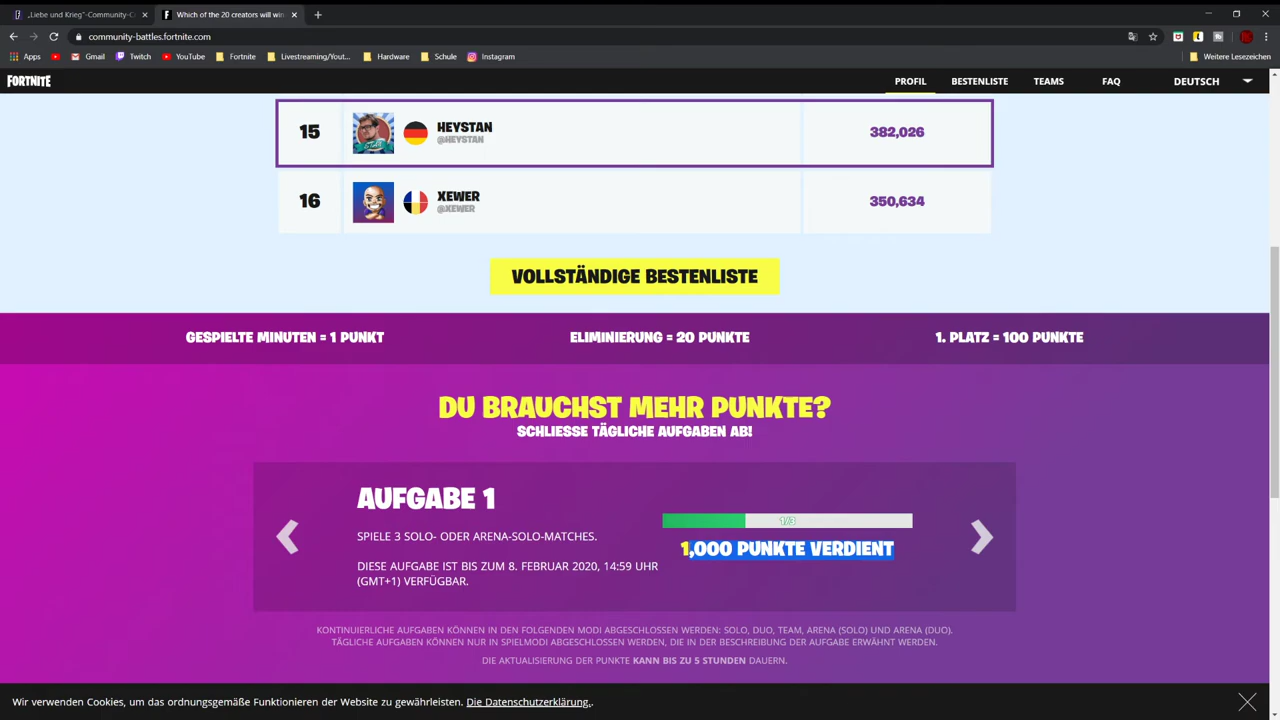 „Liebe und Krieg"-Community-C
Which of the 20 creators will win
community-battles.fortnite.com
Apps
Gmail
Twitch
YouTube
Fortnite
Livestreaming/Yout...
Hardware
Schule
Instagram
Weitere Lesezeichen
FORTNITE
PROFIL
BESTENLISTE
TEAMS
FAQ
DEUTSCH
15
HEYSTAN
@HEYSTAN
382,026
16
XEWER
@XEWER
350,634
VOLLSTÄNDIGE BESTENLISTE
GESPIELTE MINUTEN = 1 PUNKT
ELIMINIERUNG = 20 PUNKTE
1. PLATZ = 100 PUNKTE
DU BRAUCHST MEHR PUNKTE?
SCHLIESSE TÄGLICHE AUFGABEN AB!
AUFGABE 1
SPIELE 3 SOLO- ODER ARENA-SOLO-MATCHES.
DIESE AUFGABE IST BIS ZUM 8. FEBRUAR 2020, 14:59 UHR
(GMT+1) VERFÜGBAR.
1/3
1,000 PUNKTE VERDIENT
KONTINUIERLICHE AUFGABEN KÖNNEN IN DEN FOLGENDEN MODI ABGESCHLOSSEN WERDEN: SOLO, DUO, TEAM, ARENA (SOLO) UND ARENA (DUO).
TÄGLICHE AUFGABEN KÖNNEN NUR IN SPIELMODI ABGESCHLOSSEN WERDEN, DIE IN DER BESCHREIBUNG DER AUFGABE ERWÄHNT WERDEN.
DIE AKTUALISIERUNG DER PUNKTE KANN BIS ZU 5 STUNDEN DAUERN.
Wir verwenden Cookies, um das ordnungsgemäße Funktionieren der Website zu gewährleisten. Die Datenschutzerklärung..